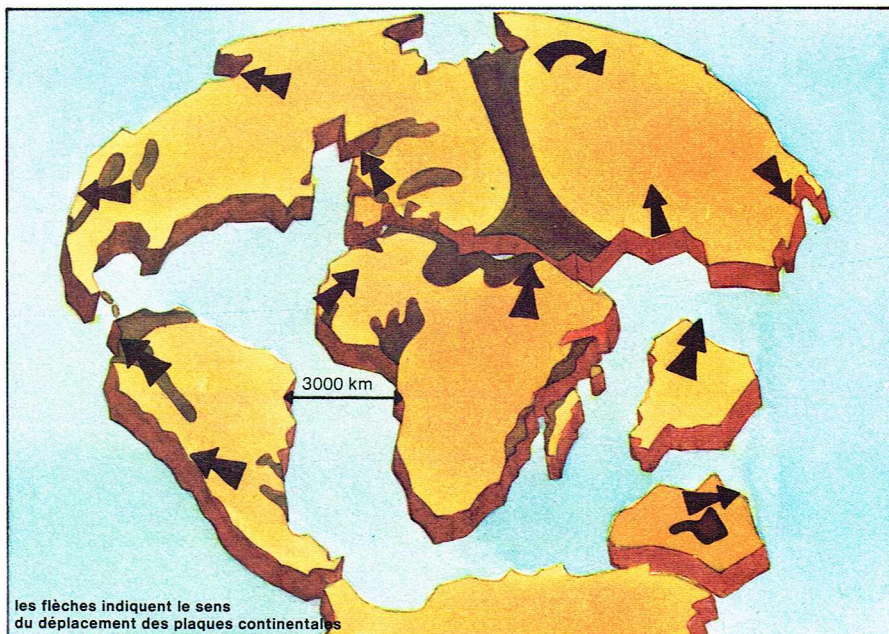 3000 km
les flèches indiquent le sens
du déplacement des plaques continentales